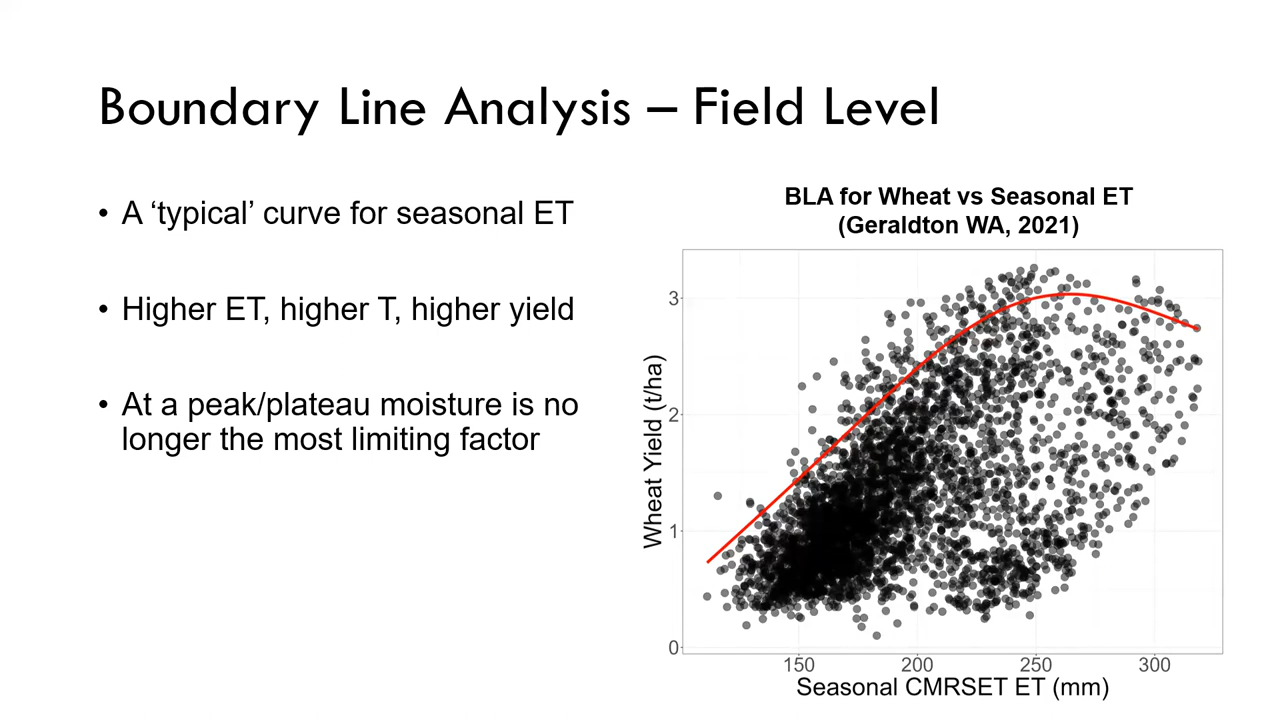 Boundary Line Analysis – Field Level
• A ‘typical’ curve for seasonal ET
• Higher ET, higher T, higher yield
• At a peak/plateau moisture is no
longer the most limiting factor
BLA for Wheat vs Seasonal ET
(Geraldton WA, 2021)
Wheat Yield (t/ha)
3
2
1
0
150 200 250 300
Seasonal CMRSET ET (mm)